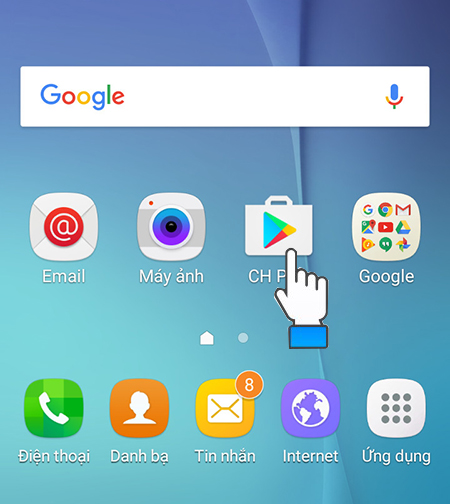 Google
Email
Máy ảnh
CH P
Google
8
Điện thoại
Danh bạ
Tin nhắn
Internet
Ứng dụng